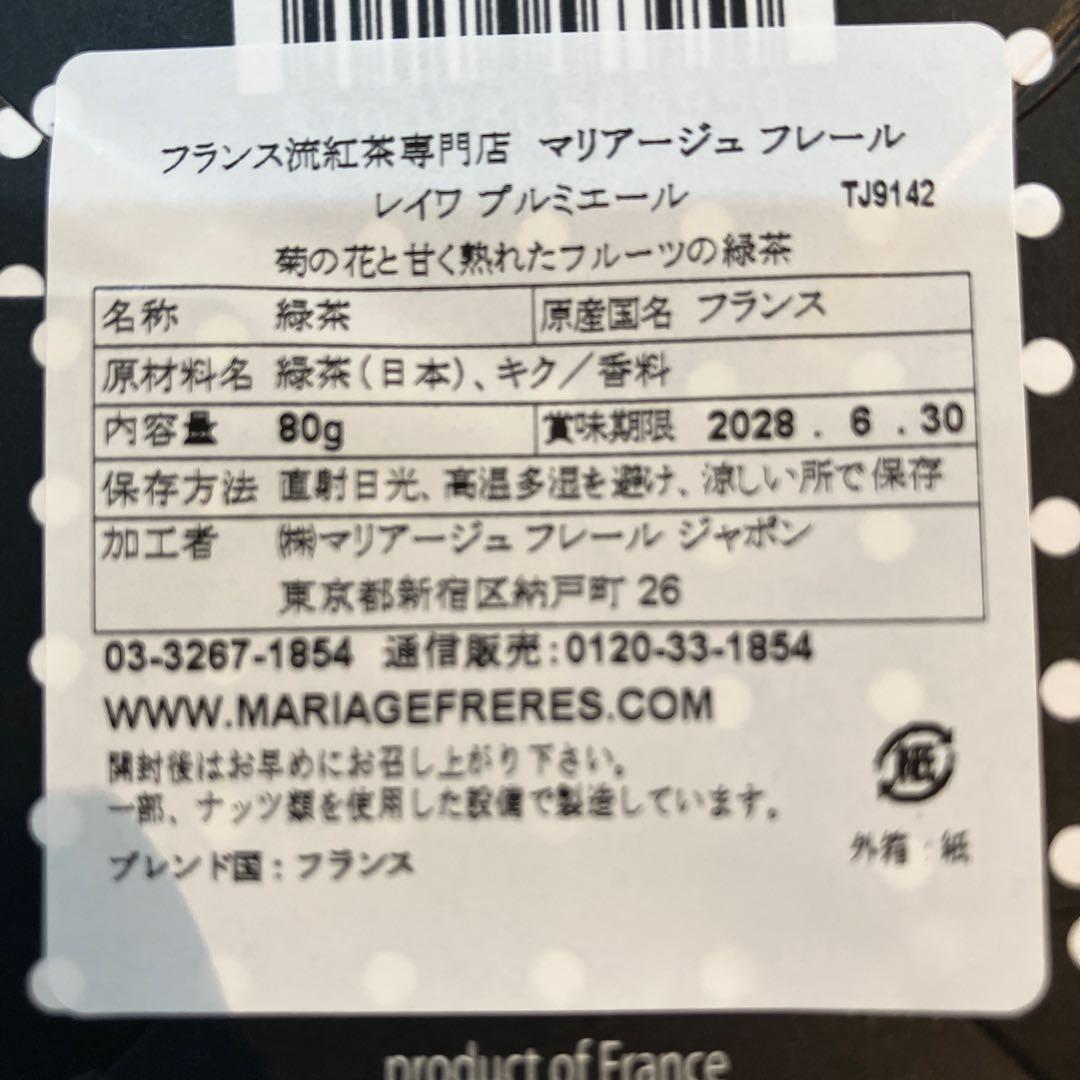 フランス流紅茶専門店 マリアージュ フレール
レイワ プルミエール TJ9142
菊の花と甘く熟れたフルーツの緑茶
名称 緑茶 原産国名 フランス
原材料名 緑茶(日本)、キク／香料
内容量 80g 賞味期限 2028 . 6 . 30
保存方法 直射日光、高温多湿を避け、涼しい所で保存
加工者 ㈱マリアージュ フレール ジャポン
東京都新宿区納戸町 26
03-3267-1854 通信販売:0120-33-1854
WWW.MARIAGEFRERES.COM
開封後はお早めにお召し上がり下さい。
一部、ナッツ類を使用した設備で製造しています。
紙
外箱 : 紙
ブレンド国 : フランス
product of France